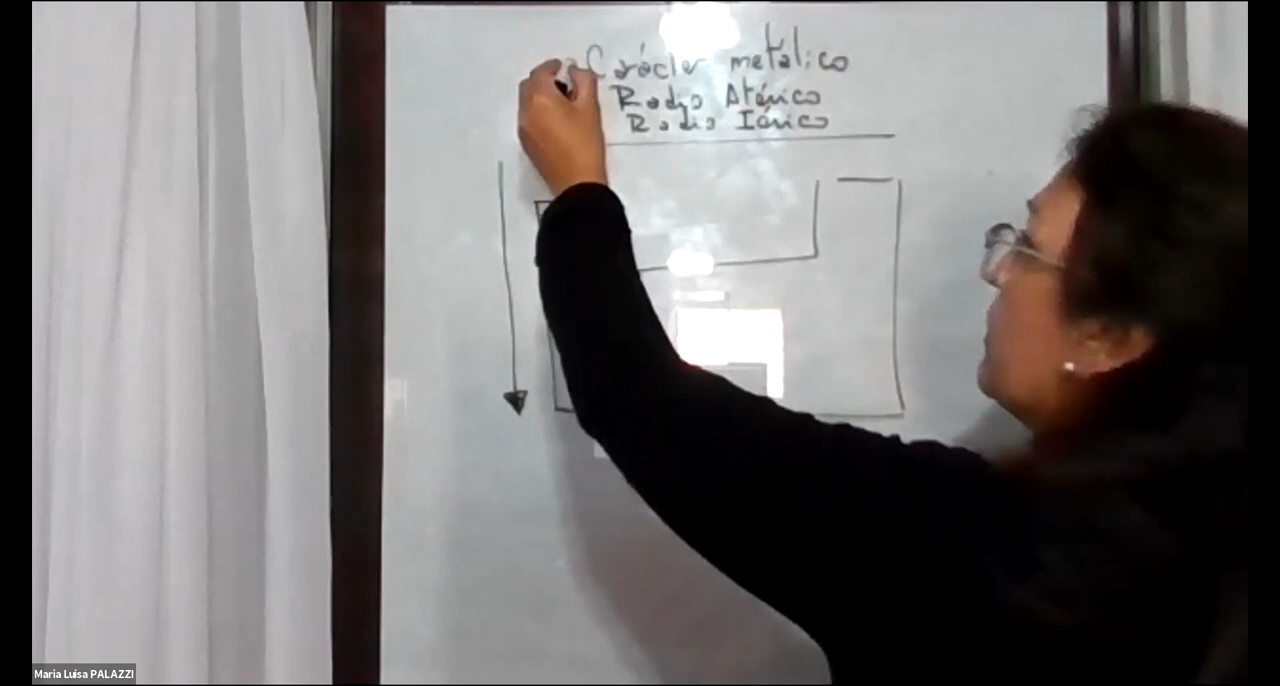 Carácter metálico
Radio Atómico
Radio Iónico
Maria Luisa PALAZZI